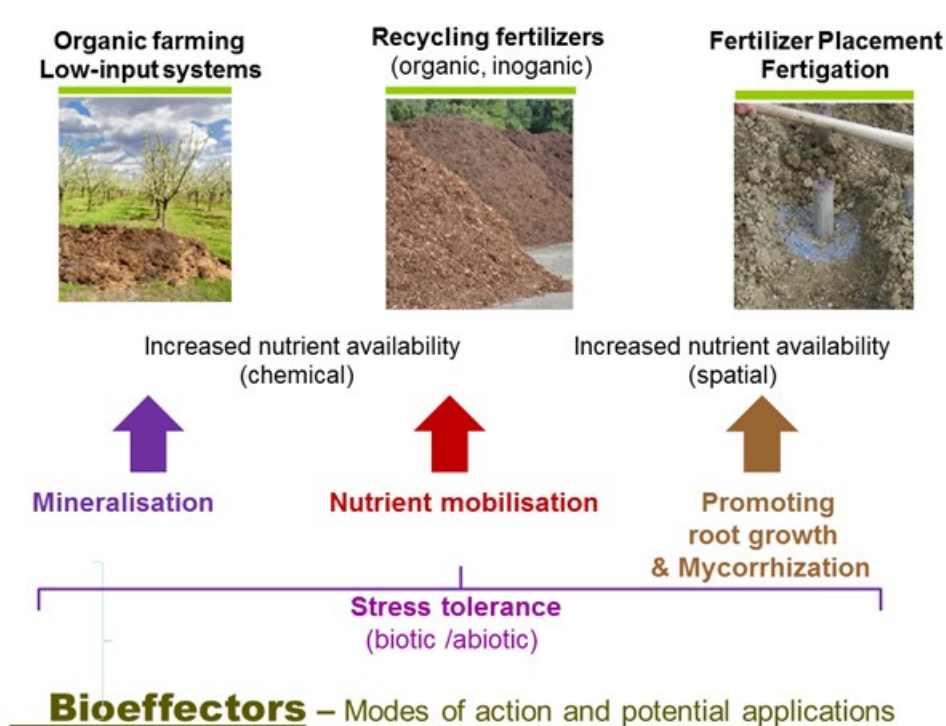 Organic farming
Low-input systems
Recycling fertilizers
(organic, inoganic)
Fertilizer Placement
Fertigation
Increased nutrient availability
(chemical)
Increased nutrient availability
(spatial)
Mineralisation
Nutrient mobilisation
Promoting
root growth
& Mycorrhization
Stress tolerance
(biotic /abiotic)
Bioeffectors – Modes of action and potential applications